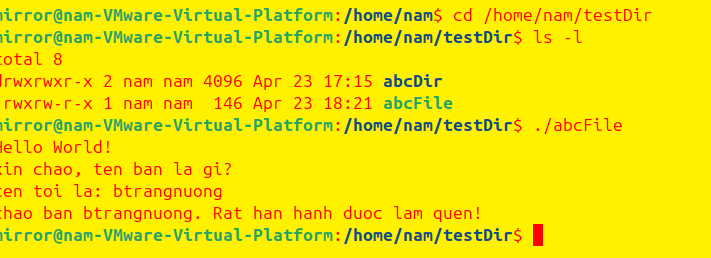 mirror@nam-VMware-Virtual-Platform:/home/nam$ cd /home/nam/testDir
mirror@nam-VMware-Virtual-Platform:/home/nam/testDir$ ls -l
total 8
drwxrwxr-x 2 nam nam 4096 Apr 23 17:15 abcDir
-rwxrw-r-x 1 nam nam  146 Apr 23 18:21 abcFile
mirror@nam-VMware-Virtual-Platform:/home/nam/testDir$ ./abcFile
Hello World!
xin chao, ten ban la gi?
ten toi la: btrangnuong
chao ban btrangnuong. Rat han hanh duoc lam quen!
mirror@nam-VMware-Virtual-Platform:/home/nam/testDir$